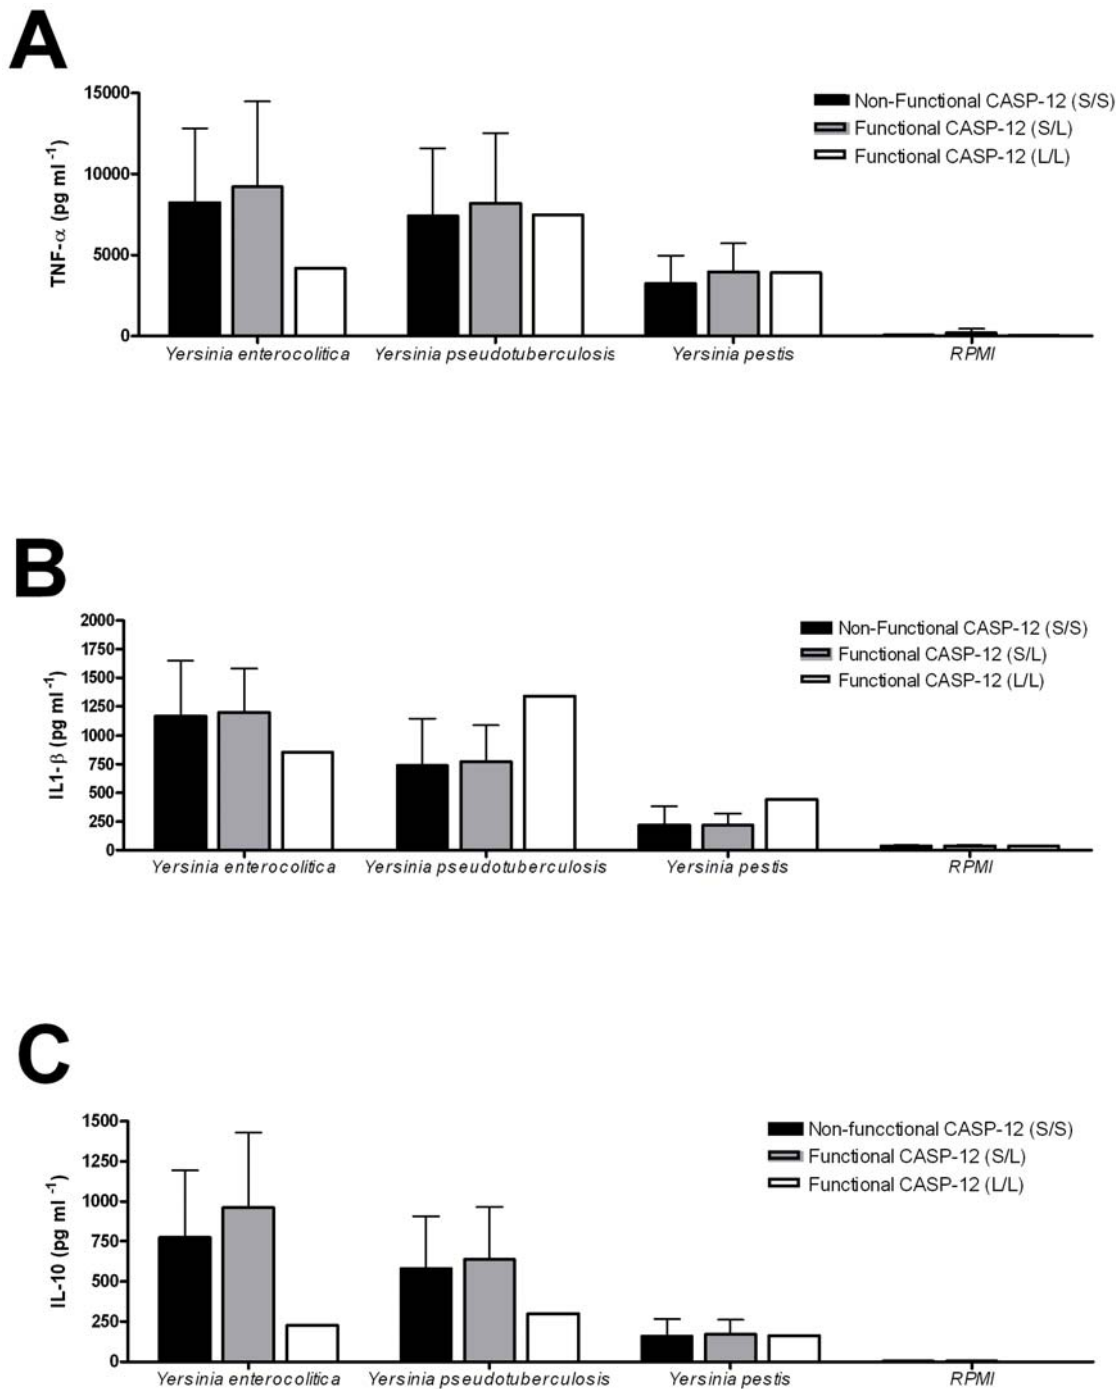 A
15000
10000
5000
0
TNF-α (pg ml -1)
Non-Functional CASP-12 (S/S)
Functional CASP-12 (S/L)
Functional CASP-12 (L/L)
Yersinia enterocolitica Yersinia pseudotuberculosis Yersinia pestis RPMI
B
2000
1750
1500
1250
1000
750
500
250
0
IL1-β (pg ml -1)
Non-Functional CASP-12 (S/S)
Functional CASP-12 (S/L)
Functional CASP-12 (L/L)
Yersinia enterocolitica Yersinia pseudotuberculosis Yersinia pestis RPMI
C
1500
1250
1000
750
500
250
0
IL-10 (pg ml -1)
Non-funcctional CASP-12 (S/S)
Functional CASP-12 (S/L)
Functional CASP-12 (L/L)
Yersinia enterocolitica Yersinia pseudotuberculosis Yersinia pestis RPMI